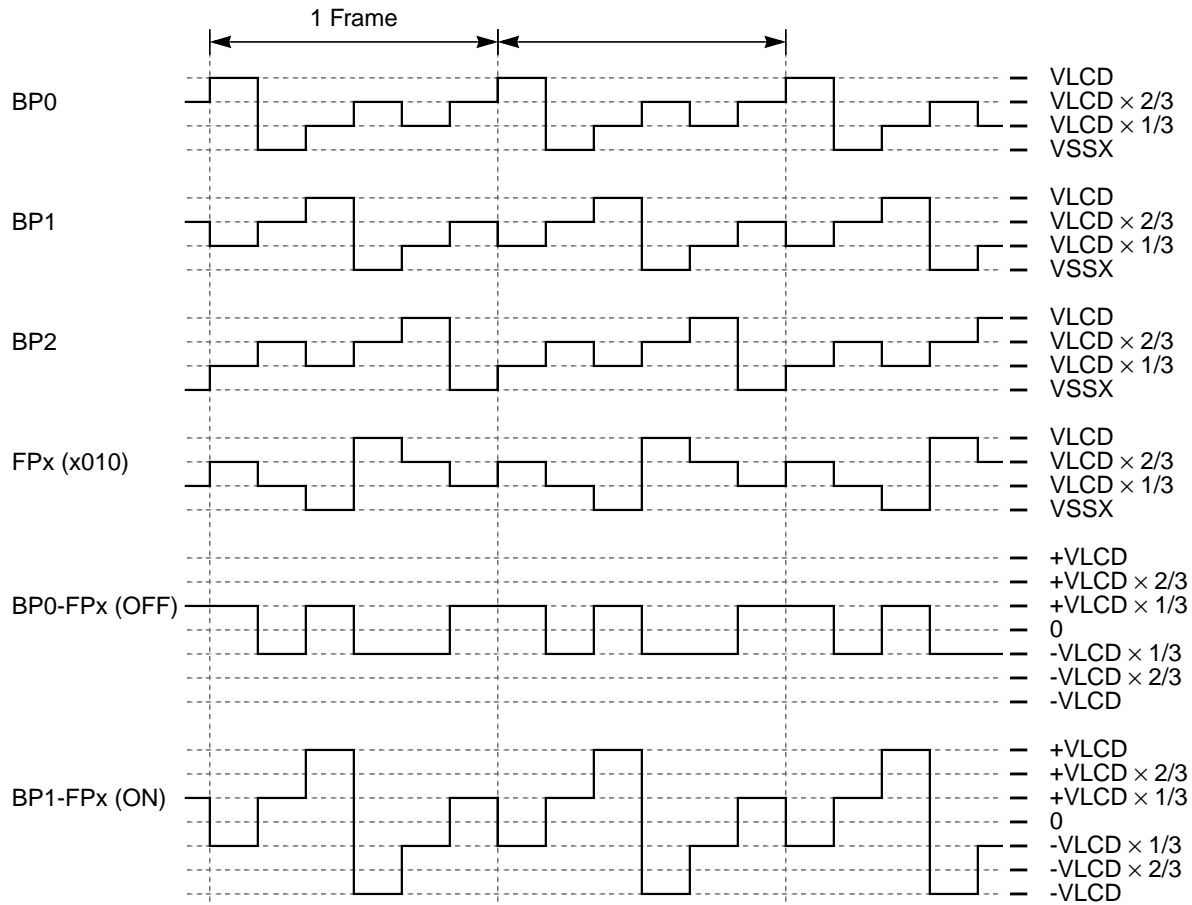 1 Frame
BP0
VLCD
VLCD × 2/3
VLCD × 1/3
VSSX
BP1
VLCD
VLCD × 2/3
VLCD × 1/3
VSSX
BP2
VLCD
VLCD × 2/3
VLCD × 1/3
VSSX
FPx (x010)
VLCD
VLCD × 2/3
VLCD × 1/3
VSSX
BP0-FPx (OFF)
+VLCD
+VLCD × 2/3
+VLCD × 1/3
0
-VLCD × 1/3
-VLCD × 2/3
-VLCD
BP1-FPx (ON)
+VLCD
+VLCD × 2/3
+VLCD × 1/3
0
-VLCD × 1/3
-VLCD × 2/3
-VLCD